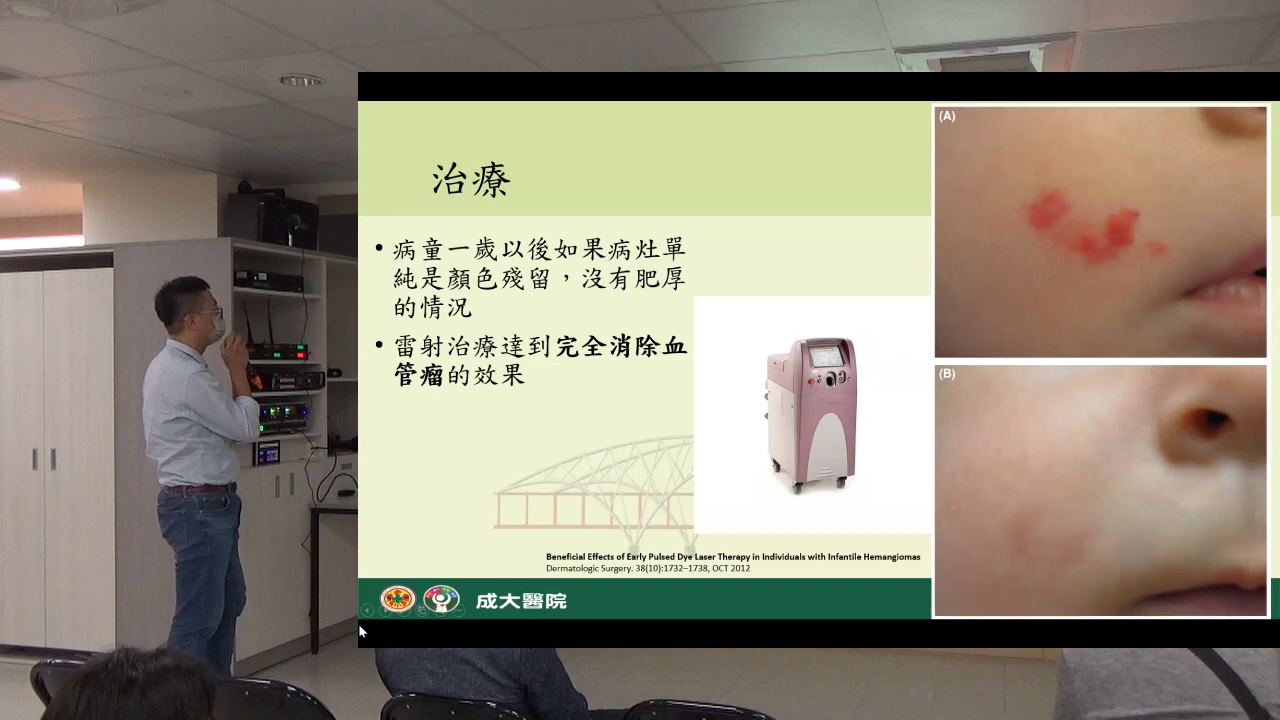 治療
• 病童一歲以後如果病灶單
純是顏色殘留，沒有肥厚
的情況
• 雷射治療達到完全消除血
管瘤的效果
(A)
(B)
Beneficial Effects of Early Pulsed Dye Laser Therapy in Individuals with Infantile Hemangiomas
Dermatologic Surgery. 38(10):1732–1738, OCT 2012
成大醫院